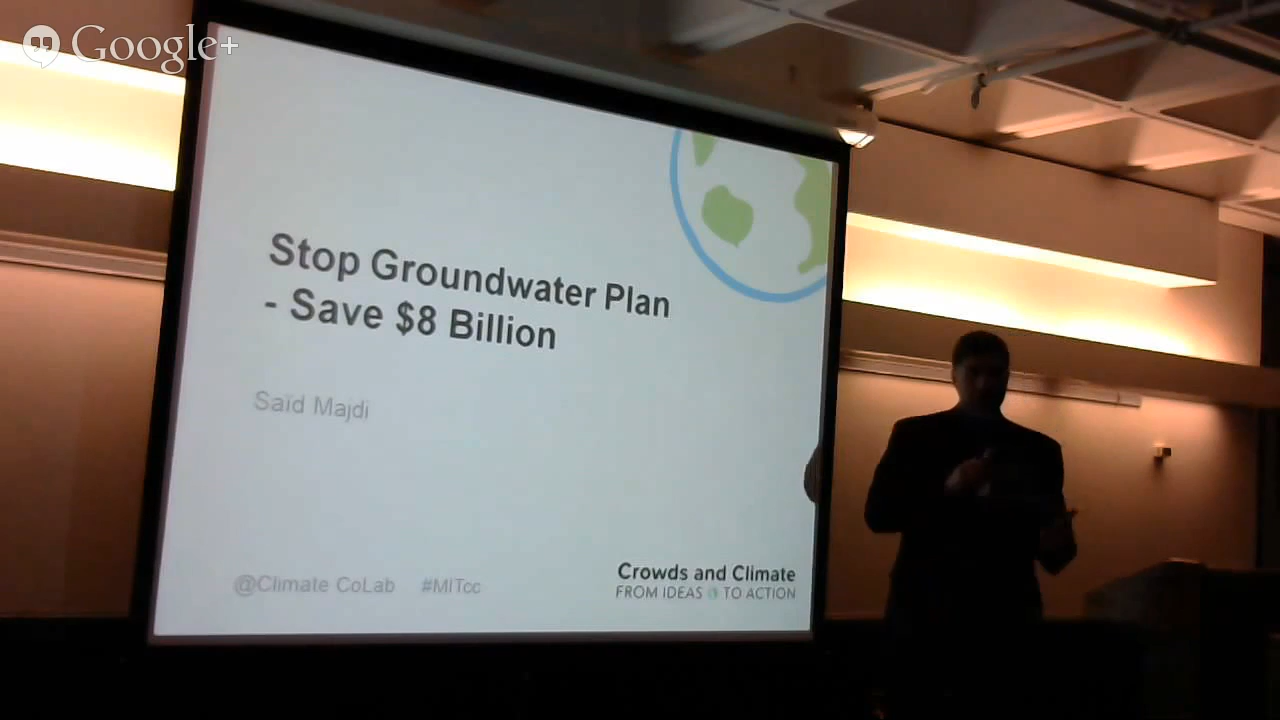 Google+
Stop Groundwater Plan
- Save $8 Billion
Saïd Majdi
@Climate CoLab #MITcc
Crowds and Climate
FROM IDEAS TO ACTION